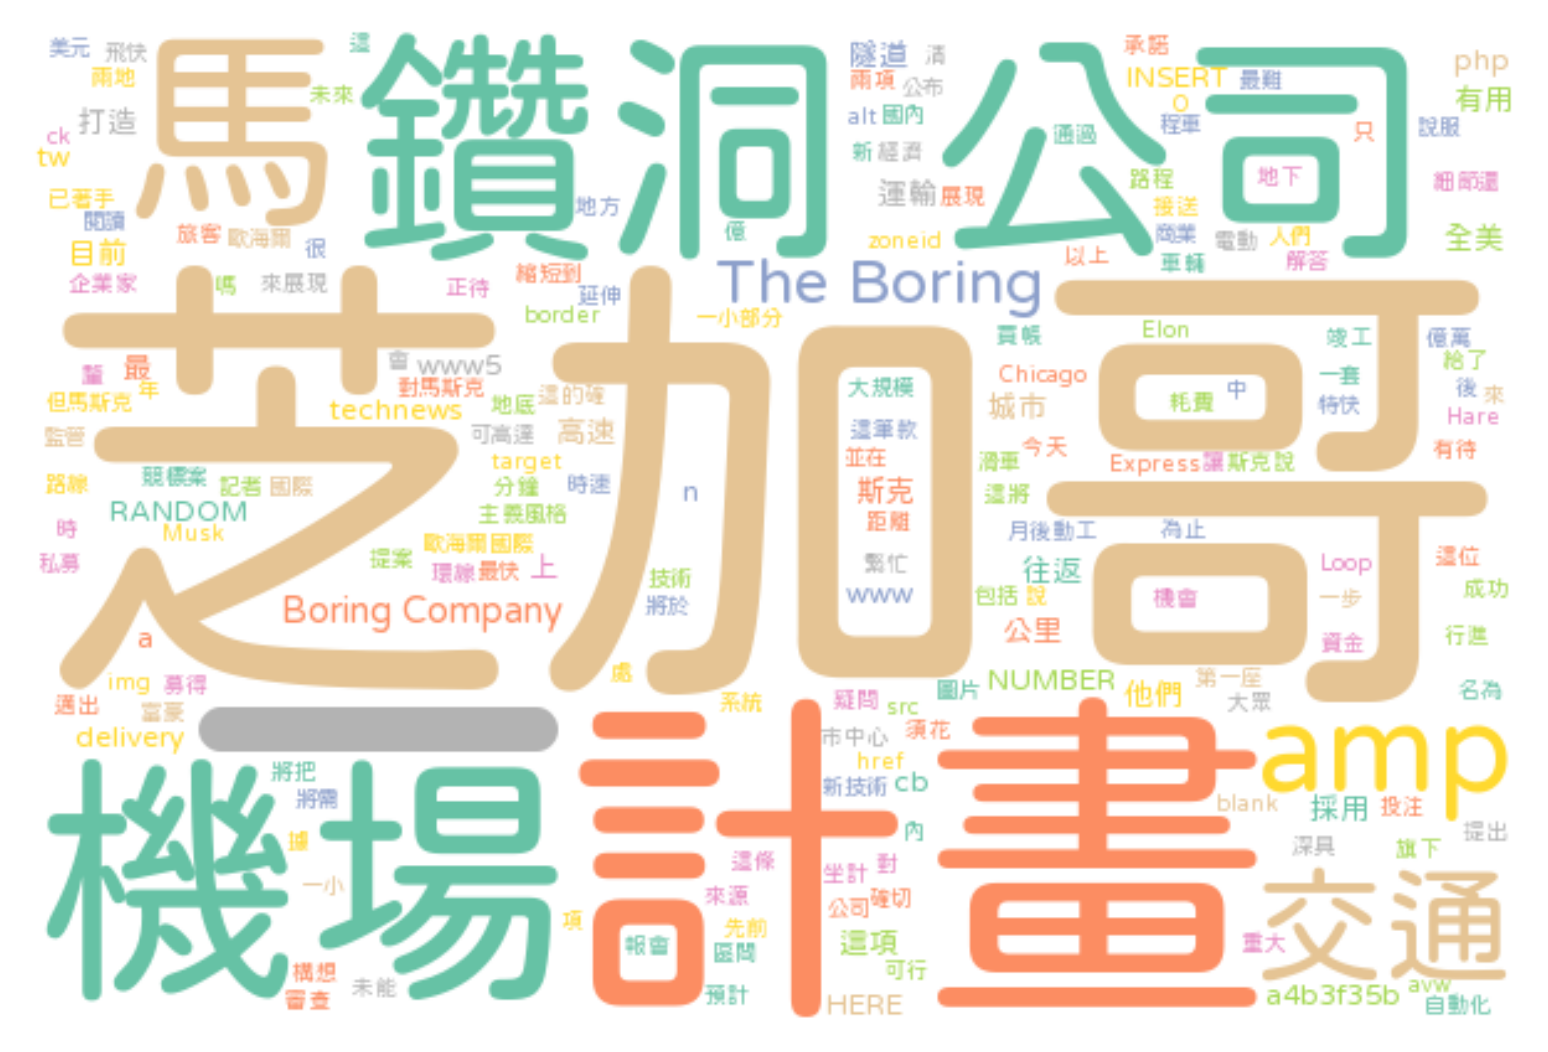 美元 飛快 馬 這 鑽洞 隧道 清 公司 承諾 php
兩地 未來 兩項 公布 INSERT 最難 有用
打造 alt 國內 O 程車 說服
ck 通過 只
tw 新 經濟 地下
已著手 地方 運輸 展現 路程 細節還
閱讀 旅客 歐海爾 很 億 接送
目前 zoneid 商業 電動 人們 全美
企業家 嗎 來展現 正待 縮短到 The Boring 以上 車輛 解答
芝加哥 延伸
border 一小部分 買帳 Elon 竣工 億萬
最 會 www5 給了
年 對馬斯克 這的確 大規模 Chicago 一套 後 來
但馬斯克 technews 地底 城市 耗費 中 特快 Hare
監管 可高達 高速 這筆款 今天 有待
路線 競標案 記者 國際 target 並在 滑車 Express 讓 斯克說
RANDOM 分鐘 時速 n 斯克 這將
時 Musk 主義風格 距離 月後動工 為止
私募 提案 歐海爾國際 繁忙 往返 Loop 這位
環線 最快 上 技術 www 包括 說 機會 一步 成功
a Boring Company 將於 公里 資金 行進
img 募得 處 疑問 圖片 NUMBER 他們 第一座 名為
邁出 富豪 系統 src 大眾
delivery 計畫 市中心 須花 amp
機場 將把 href
將需 新技術 cb blank 採用 投注
據 內 深具 旗下 提出
一小 這條 坐計 對 交通
來源 公司 確切
項 報會 先前 這項 重大
構想 區間 可行
審查 未能 預計 HERE a4b3f35b avw 自動化